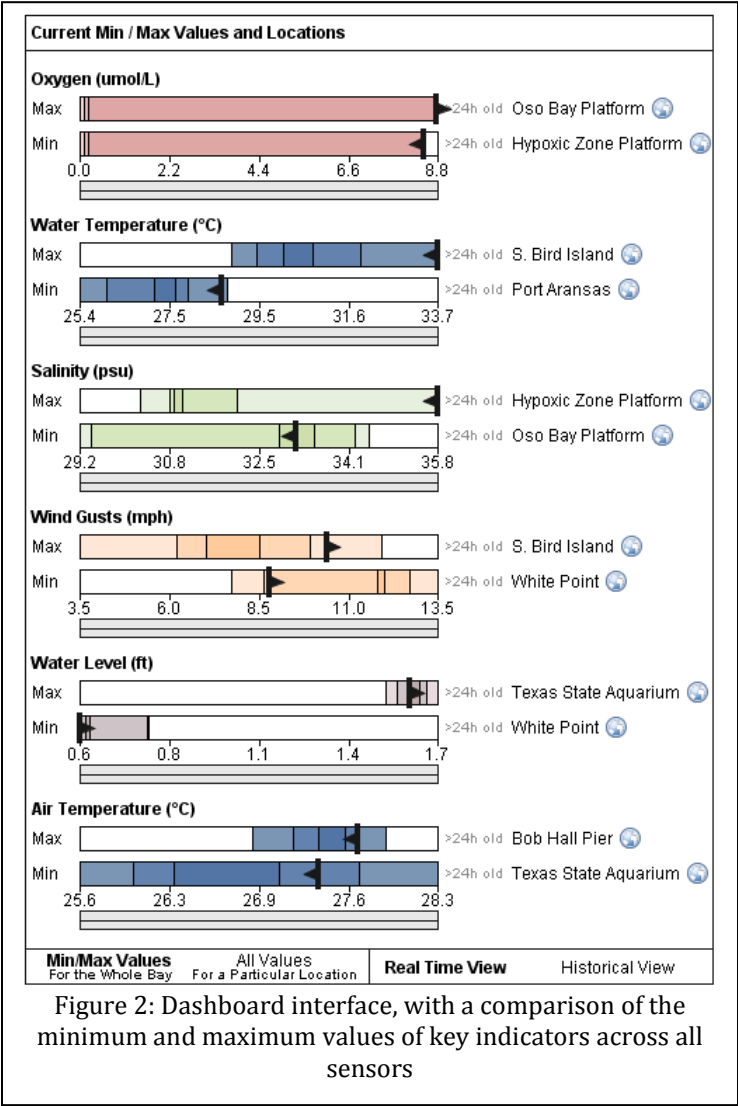 Current Min / Max Values and Locations
Oxygen (umol/L)
Max >24h old Oso Bay Platform
Min >24h old Hypoxic Zone Platform
0.0 2.2 4.4 6.6 8.8
Water Temperature (°C)
Max >24h old S. Bird Island
Min >24h old Port Aransas
25.4 27.5 29.5 31.6 33.7
Salinity (psu)
Max >24h old Hypoxic Zone Platform
Min >24h old Oso Bay Platform
29.2 30.8 32.5 34.1 35.8
Wind Gusts (mph)
Max >24h old S. Bird Island
Min >24h old White Point
3.5 6.0 8.5 11.0 13.5
Water Level (ft)
Max >24h old Texas State Aquarium
Min >24h old White Point
0.6 0.8 1.1 1.4 1.7
Air Temperature (°C)
Max >24h old Bob Hall Pier
Min >24h old Texas State Aquarium
25.6 26.3 26.9 27.6 28.3
Min/Max Values All Values Real Time View Historical View
For the Whole Bay For a Particular Location
Figure 2: Dashboard interface, with a comparison of the
minimum and maximum values of key indicators across all
sensors